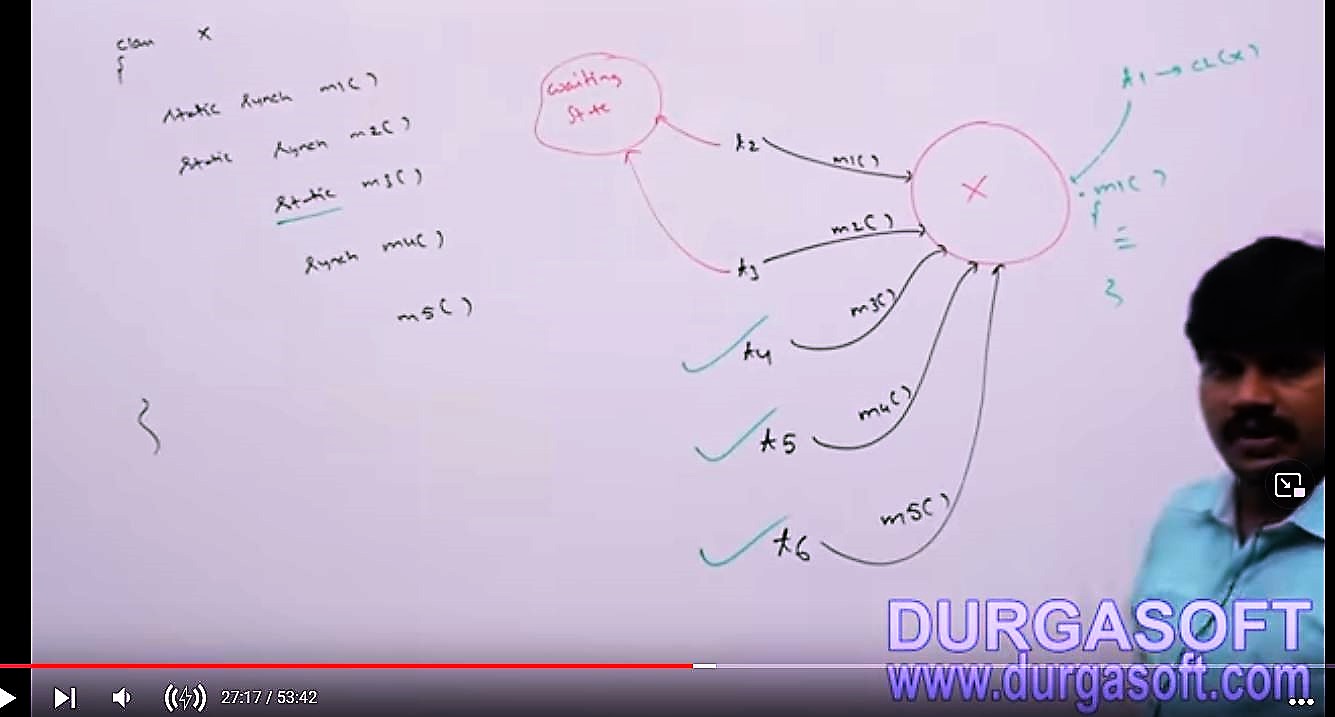 class X
{
static synch m1( )
static synch m2( )
static m3( )
synch m4( )
m5( )
}
waiting
state
t2
m1( )
t3
m2( )
t4
m3( )
t5
m4( )
t6
m5( )
X
t1 → CL(X)
m1( )
{
}
DURGASOFT
www.durgasoft.com
27:17 / 53:42